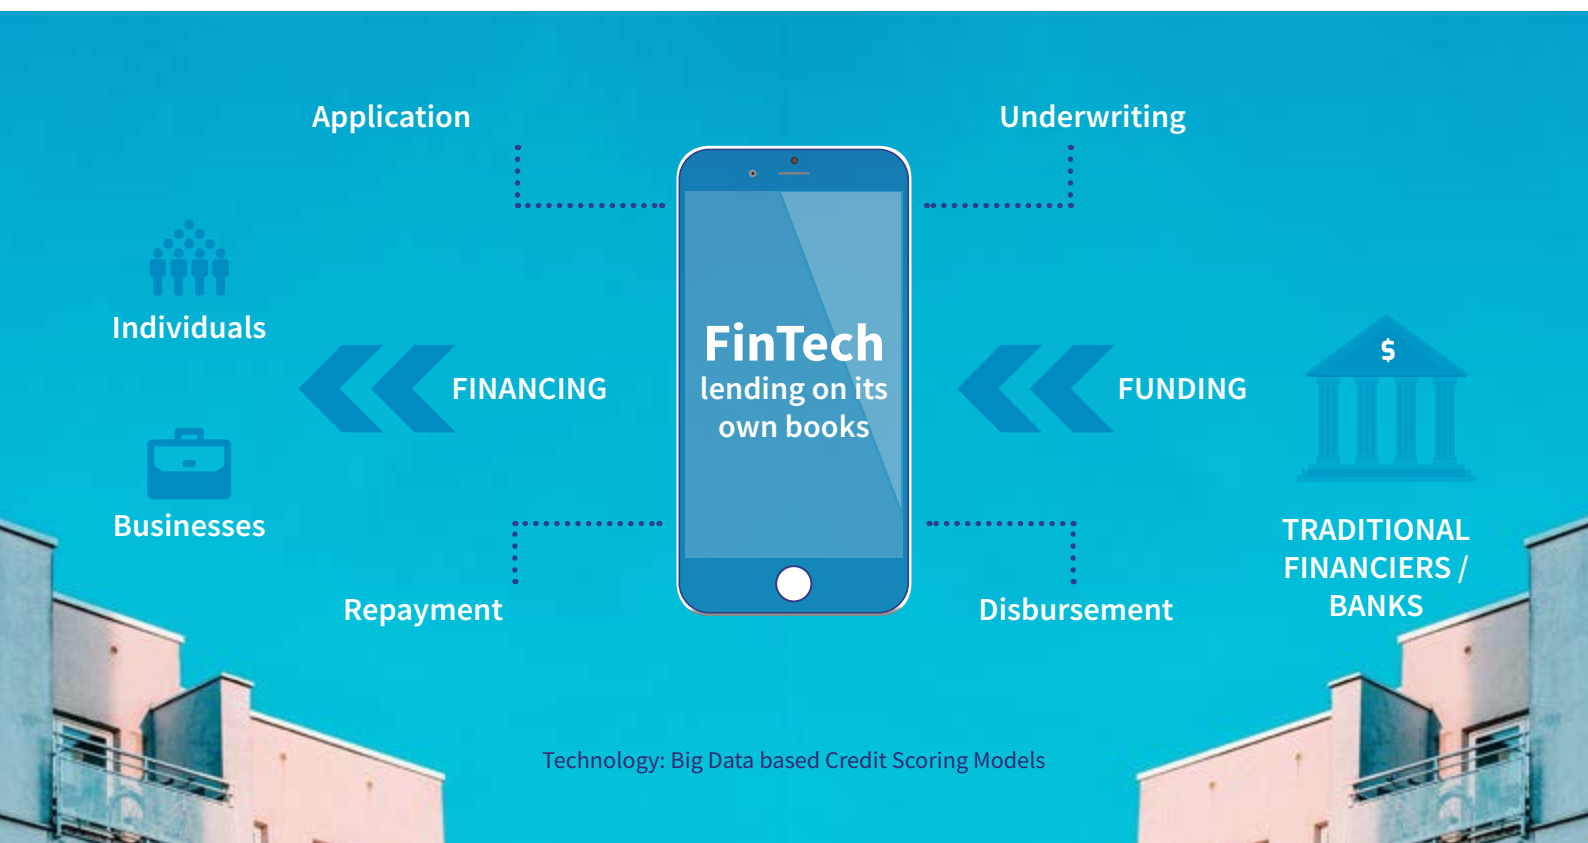 Application
Underwriting
Individuals
$
FinTech
FINANCING
lending on its
FUNDING
own books
Businesses
TRADITIONAL
FINANCIERS /
BANKS
Repayment
Disbursement
Technology: Big Data based Credit Scoring Models